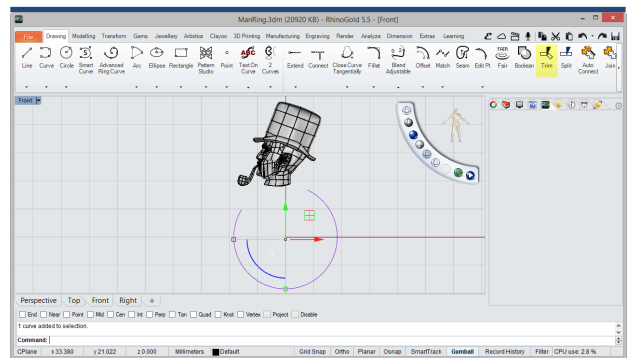 ManRing.3dm (20920 KB) - RhinoGold 5.5 - [Front]
File Drawing Modelling Transform Gems Jewellery Artistics Clayoo 3D Printing Manufacturing Engraving Render Analyze Dimension Extras Learning
Line Curve Circle Smart Curve Advanced Ring Curve Arc Ellipse Rectangle Pattern Studio Point Text On Curve 2 Curves Extend Connect Close Curve Tangentially Fillet Blend Adjustable Offset Match Seam Edit Pt Fair Boolean Trim Split Auto Connect Join
Front
Perspective Top Front Right
End Near Point Mid Cen Int Perp Tan Quad Knot Vertex Project Disable
1 curve added to selection.
Command:
CPlane x 33.380 y 21.022 z 0.000 Millimeters Default Grid Snap Ortho Planar Osnap SmartTrack Gumball Record History Filter CPU use: 2.8 %